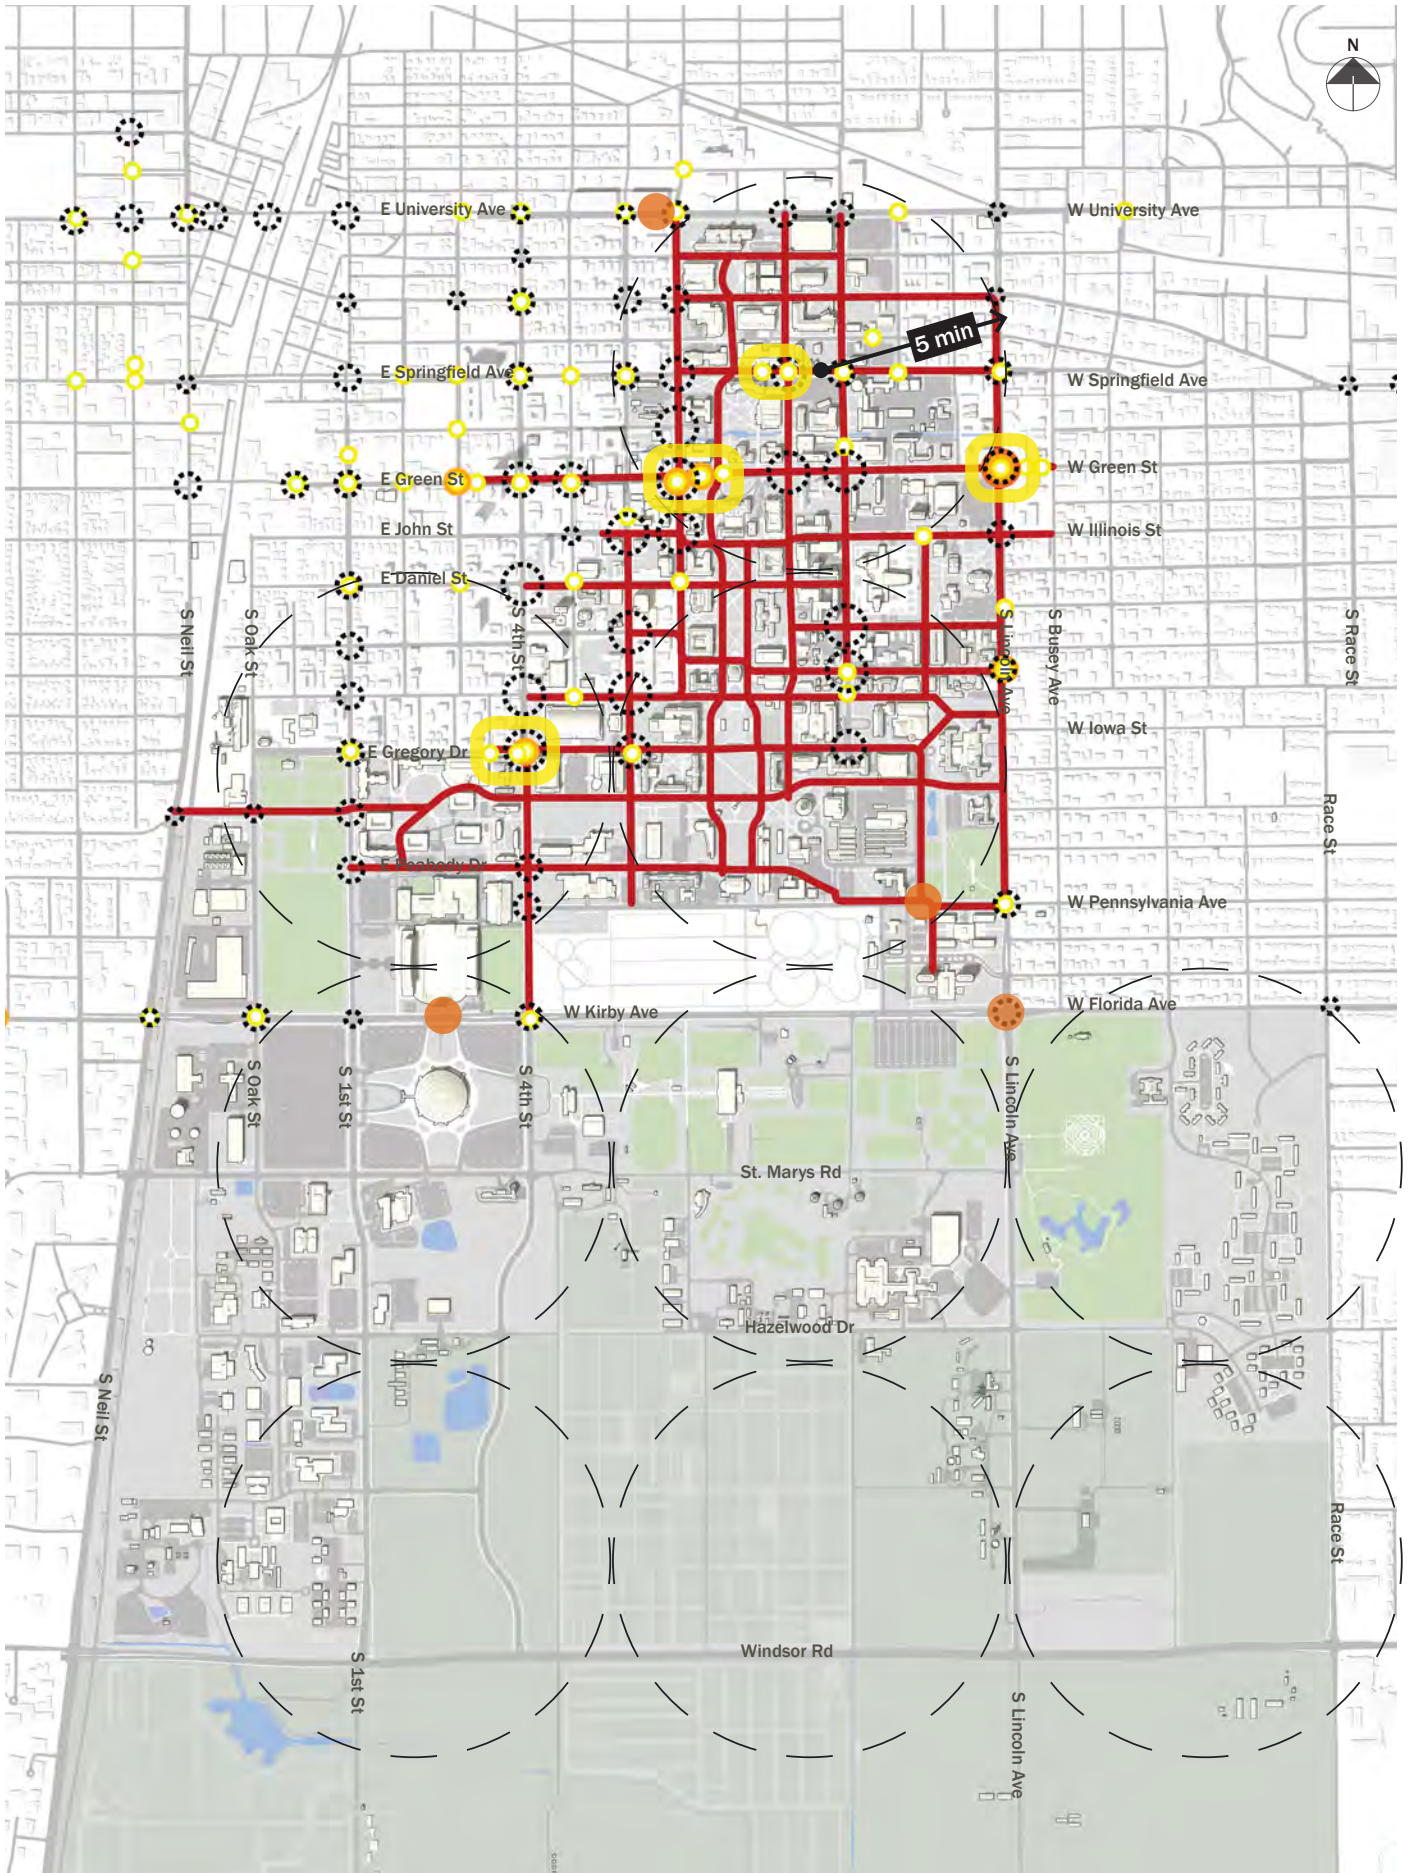 N
E University Ave
W University Ave
5 min
E Springfield Ave
W Springfield Ave
E Green St
W Green St
E John St
W Illinois St
E Daniel St
S Neil St
S Oak St
S 4th St
S Lincoln Ave
S Busey Ave
S Race St
W Iowa St
E Gregory Dr
Race St
E Peabody Dr
W Pennsylvania Ave
W Kirby Ave
W Florida Ave
S Oak St
S 1st St
S 4th St
S Lincoln Ave
St. Marys Rd
Hazelwood Dr
S Neil St
Race St
Windsor Rd
S 1st St
S Lincoln Ave